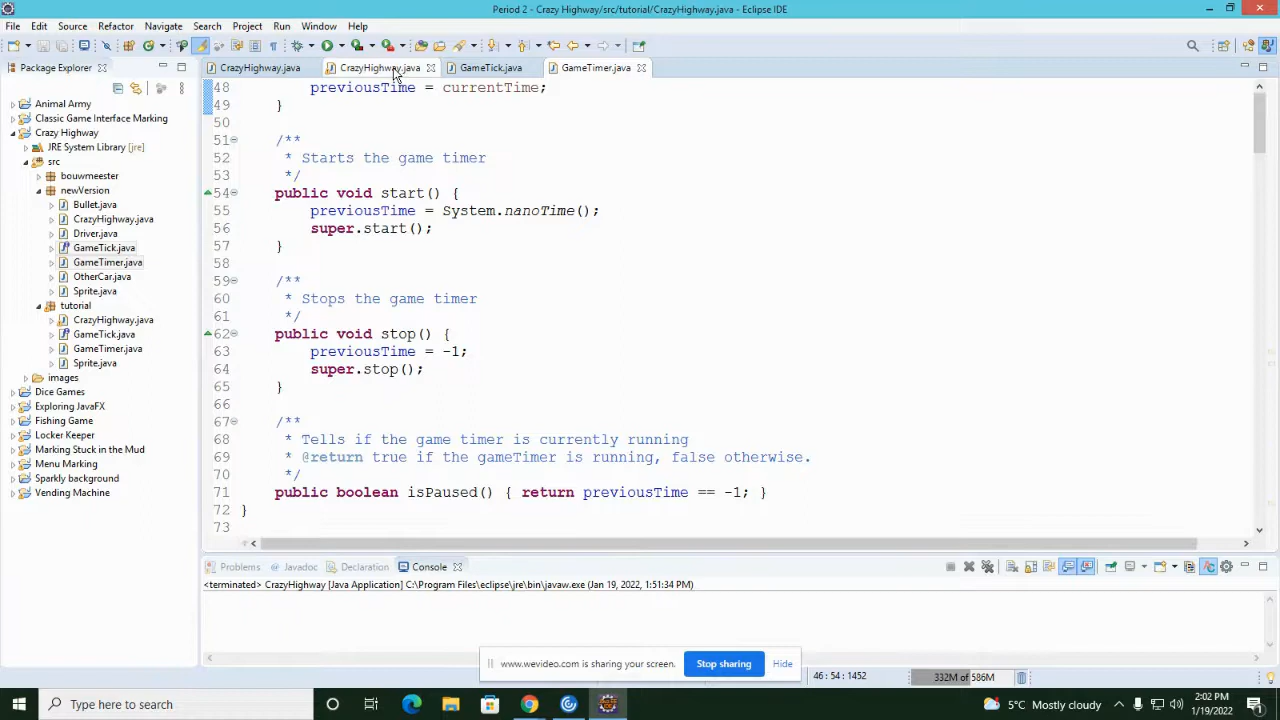 Period 2 - Crazy Highway/src/tutorial/CrazyHighway.java - Eclipse IDE
File Edit Source Refactor Navigate Search Project Run Window Help
Package Explorer
CrazyHighway.java CrazyHighway.java GameTick.java GameTimer.java
Animal Army
Classic Game Interface Marking
Crazy Highway
JRE System Library [jre]
src
bouwmeester
newVersion
Bullet.java
CrazyHighway.java
Driver.java
GameTick.java
GameTimer.java
OtherCar.java
Sprite.java
tutorial
CrazyHighway.java
GameTick.java
GameTimer.java
Sprite.java
images
Dice Games
Exploring JavaFX
Fishing Game
Locker Keeper
Marking Stuck in the Mud
Menu Marking
Sparkly background
Vending Machine
48 previousTime = currentTime;
49 }
50
51 /**
52 * Starts the game timer
53 */
54 public void start() {
55 previousTime = System.nanoTime();
56 super.start();
57 }
58
59 /**
60 * Stops the game timer
61 */
62 public void stop() {
63 previousTime = -1;
64 super.stop();
65 }
66
67 /**
68 * Tells if the game timer is currently running
69 * @return true if the gameTimer is running, false otherwise.
70 */
71 public boolean isPaused() { return previousTime == -1; }
72 }
73
Problems Javadoc Declaration Console
<terminated> CrazyHighway [Java Application] C:\Program Files\eclipse\jre\bin\javaw.exe (Jan 19, 2022, 1:51:34 PM)
www.wevideo.com is sharing your screen. Stop sharing Hide
46 : 54 : 1452
332M of 586M
Type here to search
5°C Mostly cloudy
2:02 PM
1/19/2022